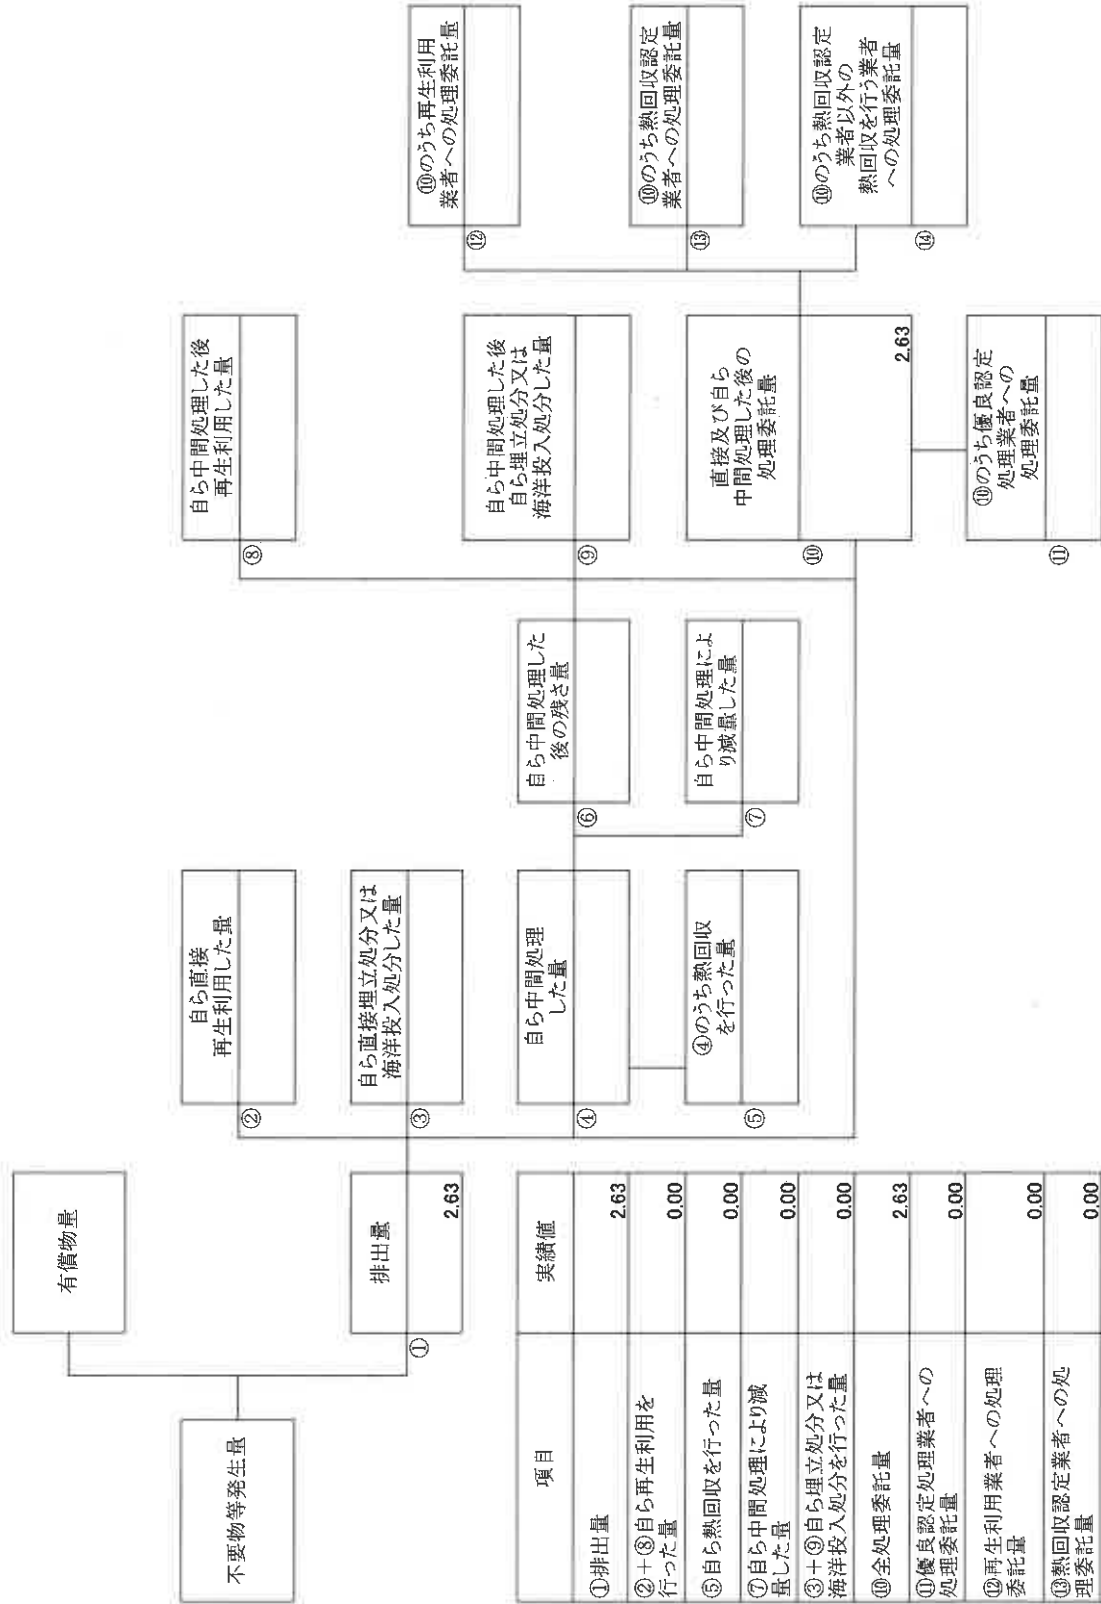 不要物等発生量
有償物量
排出量
①
2.63
自ら直接
再生利用した量
②
自ら直接埋立処分又は
海洋投入処分した量
③
自ら中間処理
した量
④
④のうち熱回収
を行った量
⑤
自ら中間処理した
後の残さ量
⑥
自ら中間処理によ
り減量した量
⑦
自ら中間処理した後
再生利用した量
⑧
自ら中間処理した後
自ら埋立処分又は
海洋投入処分した量
⑨
直接及び自ら
中間処理した後の
処理委託量
⑩
2.63
⑩のうち優良認定
処理業者への
処理委託量
⑪
⑩のうち再生利用
業者への処理委託量
⑫
⑩のうち熱回収認定
業者への処理委託量
⑬
⑩のうち熱回収認定
業者以外の
熱回収を行う業者
への処理委託量
⑭
項目 実績値
①排出量 2.63
②+⑧自ら再生利用を
行った量 0.00
⑤自ら熱回収を行った量 0.00
⑦自ら中間処理により減
量した量 0.00
③+⑨自ら埋立処分又は
海洋投入処分を行った量 0.00
⑩全処理委託量 2.63
⑪優良認定処理業者への
処理委託量 0.00
⑫再生利用業者への処理
委託量 0.00
⑬熱回収認定業者への処
理委託量 0.00